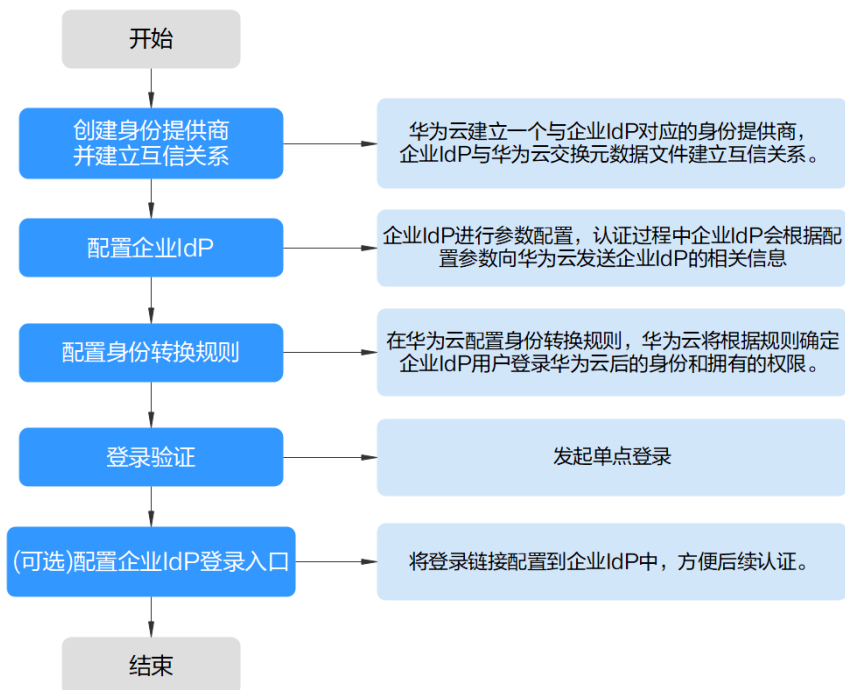 开始
创建身份提供商
并建立互信关系
华为云建立一个与企业IdP对应的身份提供商，
企业IdP与华为云交换元数据文件建立互信关系。
配置企业IdP
企业IdP进行参数配置，认证过程中企业IdP会根据配
置参数向华为云发送企业IdP的相关信息
配置身份转换规则
在华为云配置身份转换规则，华为云将根据规则确定
企业IdP用户登录华为云后的身份和拥有的权限。
登录验证
发起单点登录
(可选)配置企业IdP登录入口
将登录链接配置到企业IdP中，方便后续认证。
结束